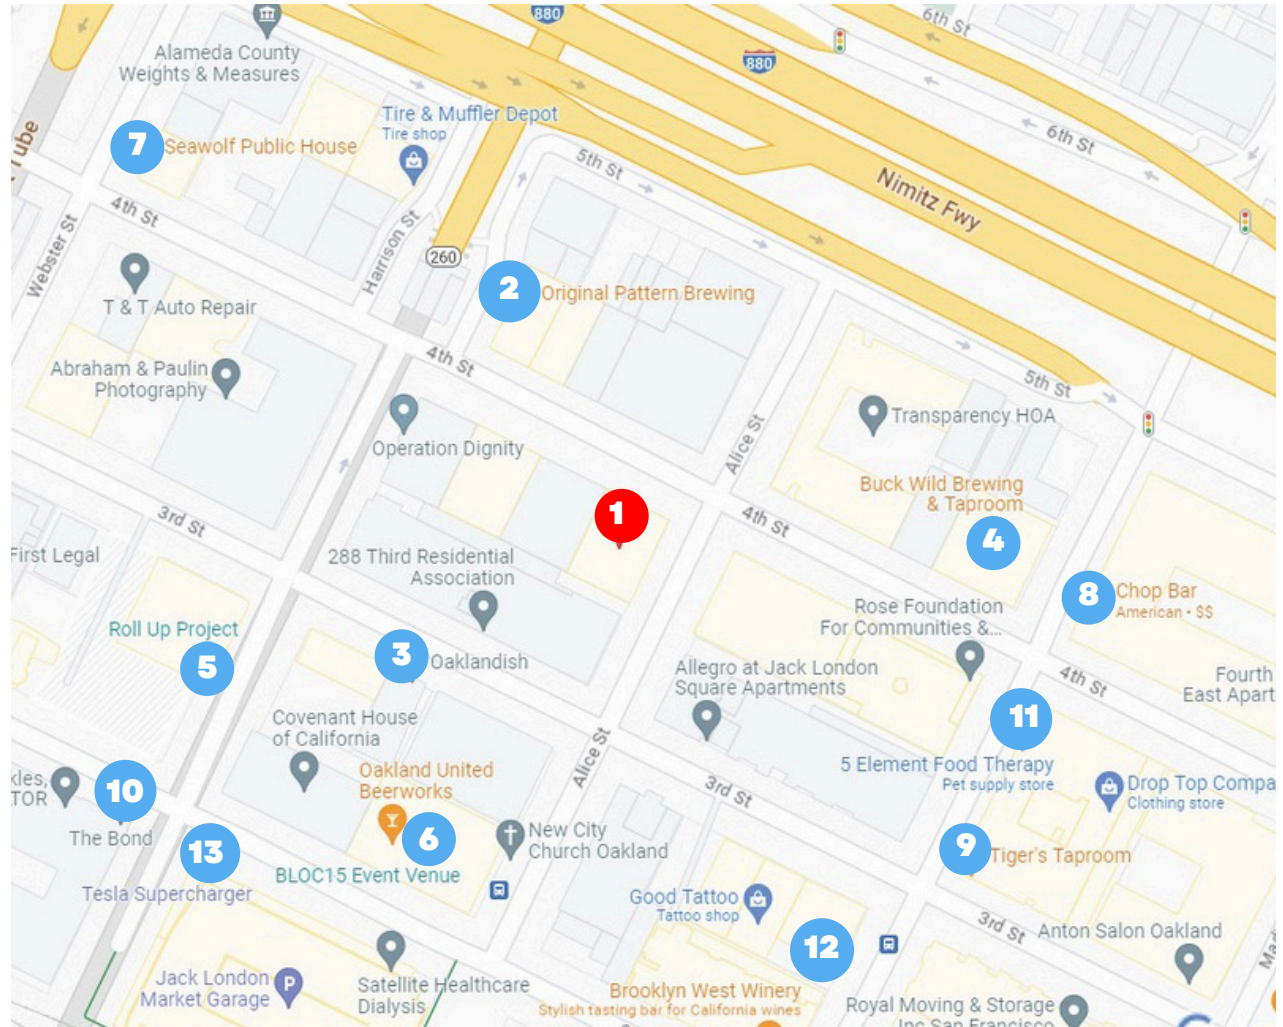 880
6th St
Alameda County
Weights & Measures
880
Tire & Muffler Depot
Tire shop
Tube
7
Seawolf Public House
6th St
5th St
Nimitz Fwy
4th St
Webster St
Harrison St
260
2
Original Pattern Brewing
T & T Auto Repair
4th St
Abraham & Paulin
Photography
5th St
Alice St
Transparency HOA
Operation Dignity
Buck Wild Brewing
& Taproom
1
4th St
4
3rd St
First Legal
288 Third Residential
Association
8
Chop Bar
American • $$
Rose Foundation
For Communities &...
Roll Up Project
5
3
Oaklandish
Allegro at Jack London
Square Apartments
4th St
Fourth
East Apart
Covenant House
of California
11
Alice St
Oakland United
Beerworks
5 Element Food Therapy
Pet supply store
kles,
TOR
10
3rd St
Drop Top Compa
Clothing store
The Bond
6
New City
Church Oakland
13
9
Tiger's Taproom
BLOC15 Event Venue
Tesla Supercharger
Good Tattoo
Tattoo shop
3rd St
Anton Salon Oakland
12
Jack London
Market Garage
P
Satellite Healthcare
Dialysis
Brooklyn West Winery
Stylish tasting bar for California wines
Royal Moving & Storage
Inc San Francisco
Mad